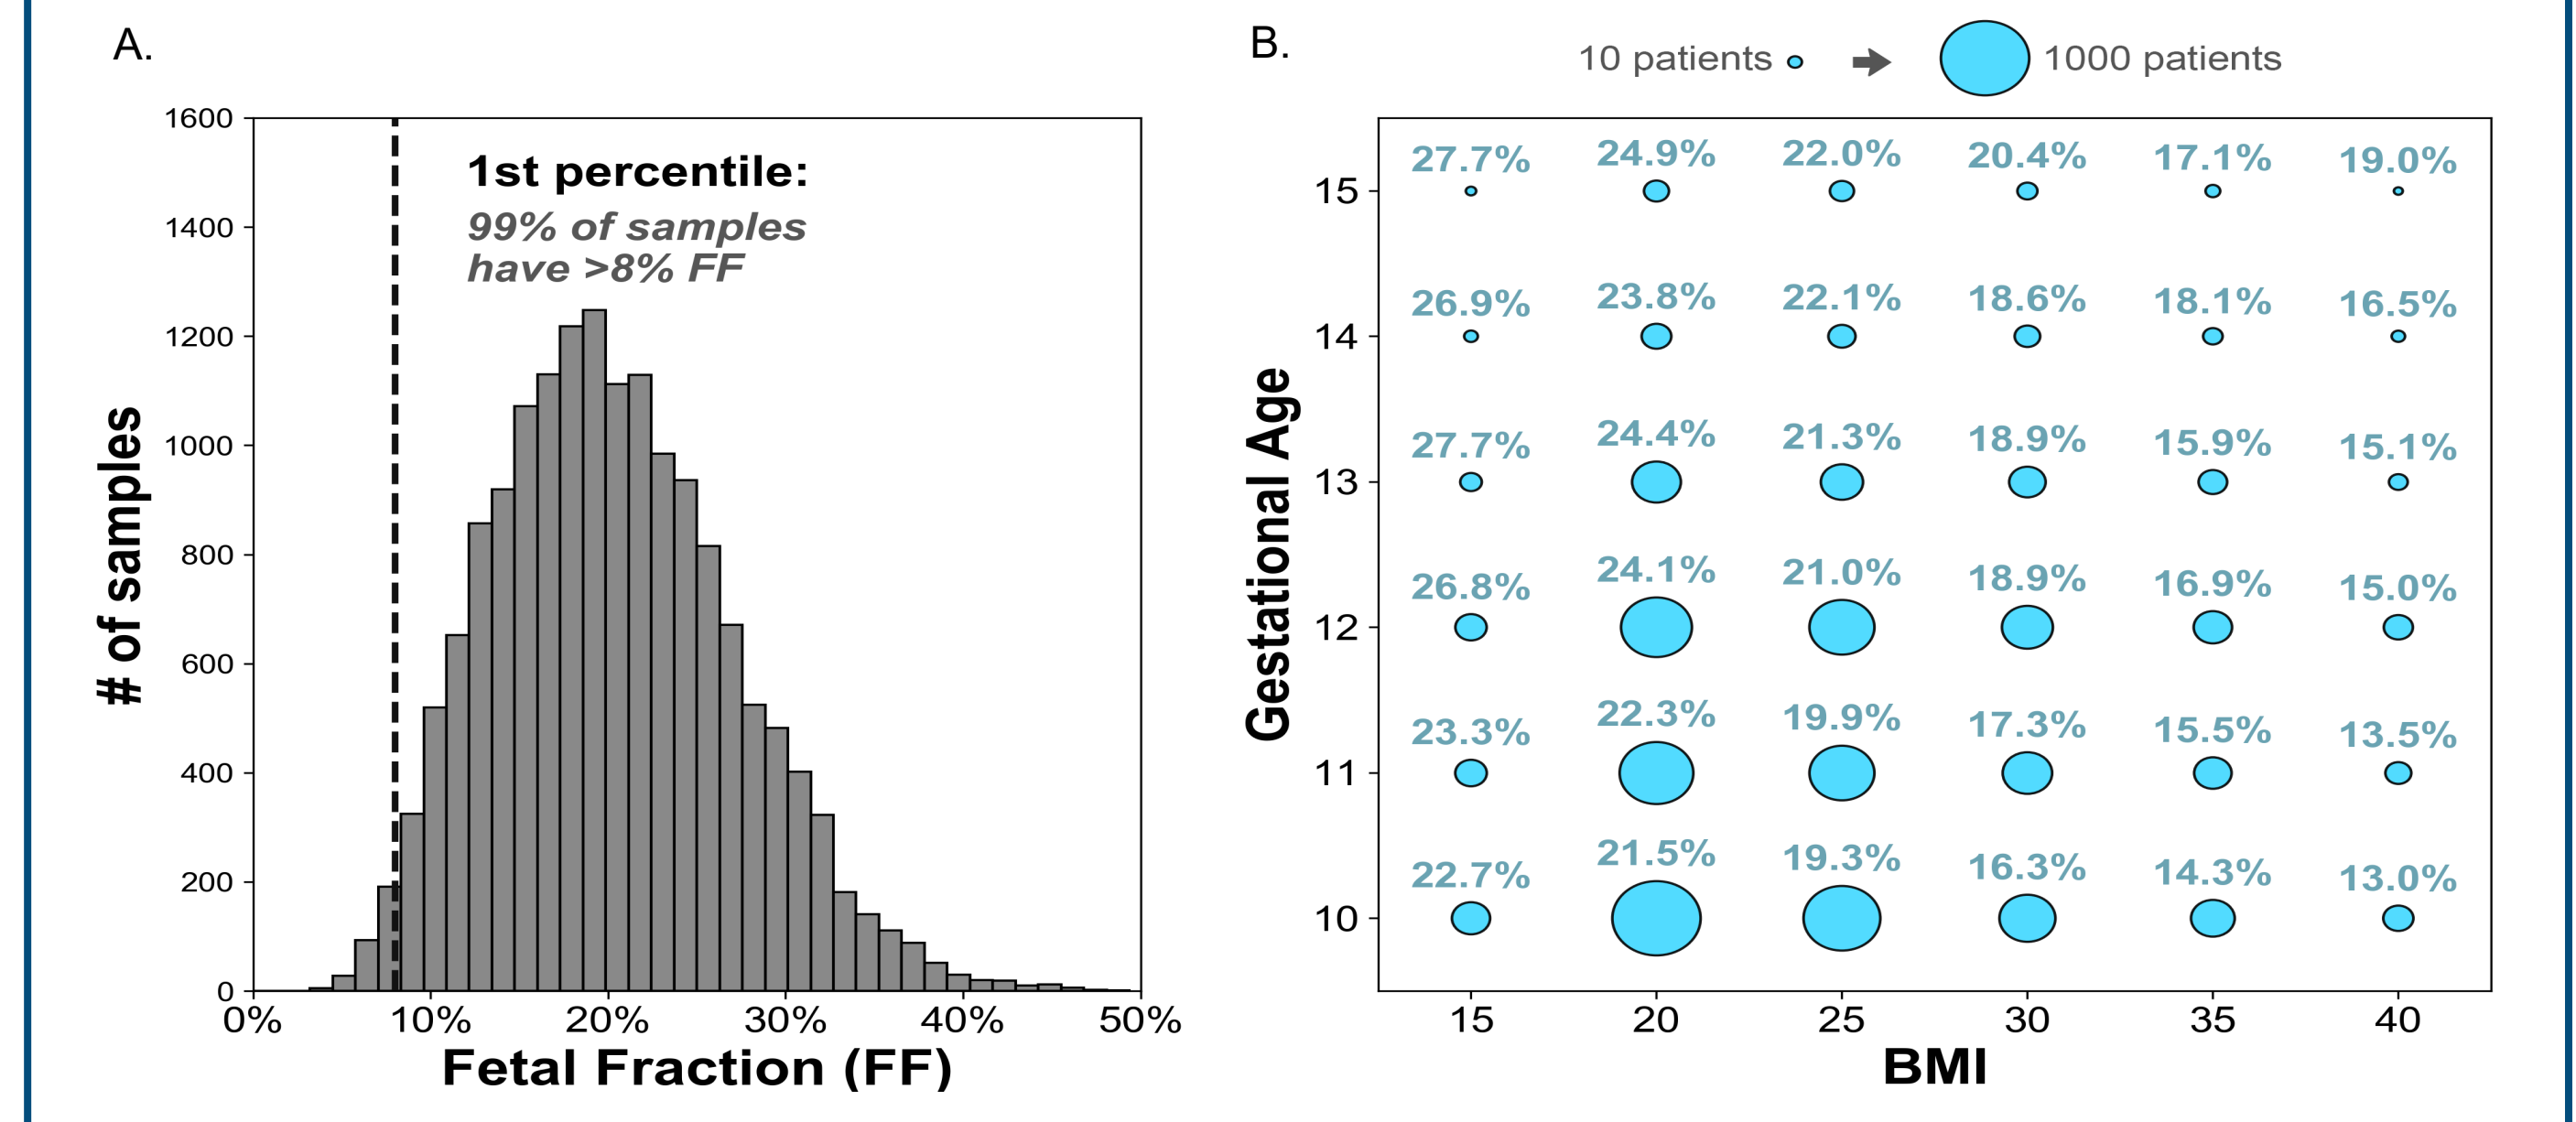 A.
1600
1400
1200
1000
800
600
400
200
0
# of samples
1st percentile:
99% of samples
have >8% FF
0% 10% 20% 30% 40% 50%
Fetal Fraction (FF)
B.
10 patients 1000 patients
Gestational Age
15 27.7% 24.9% 22.0% 20.4% 17.1% 19.0%
14 26.9% 23.8% 22.1% 18.6% 18.1% 16.5%
13 27.7% 24.4% 21.3% 18.9% 15.9% 15.1%
12 26.8% 24.1% 21.0% 18.9% 16.9% 15.0%
11 23.3% 22.3% 19.9% 17.3% 15.5% 13.5%
10 22.7% 21.5% 19.3% 16.3% 14.3% 13.0%
15 20 25 30 35 40
BMI